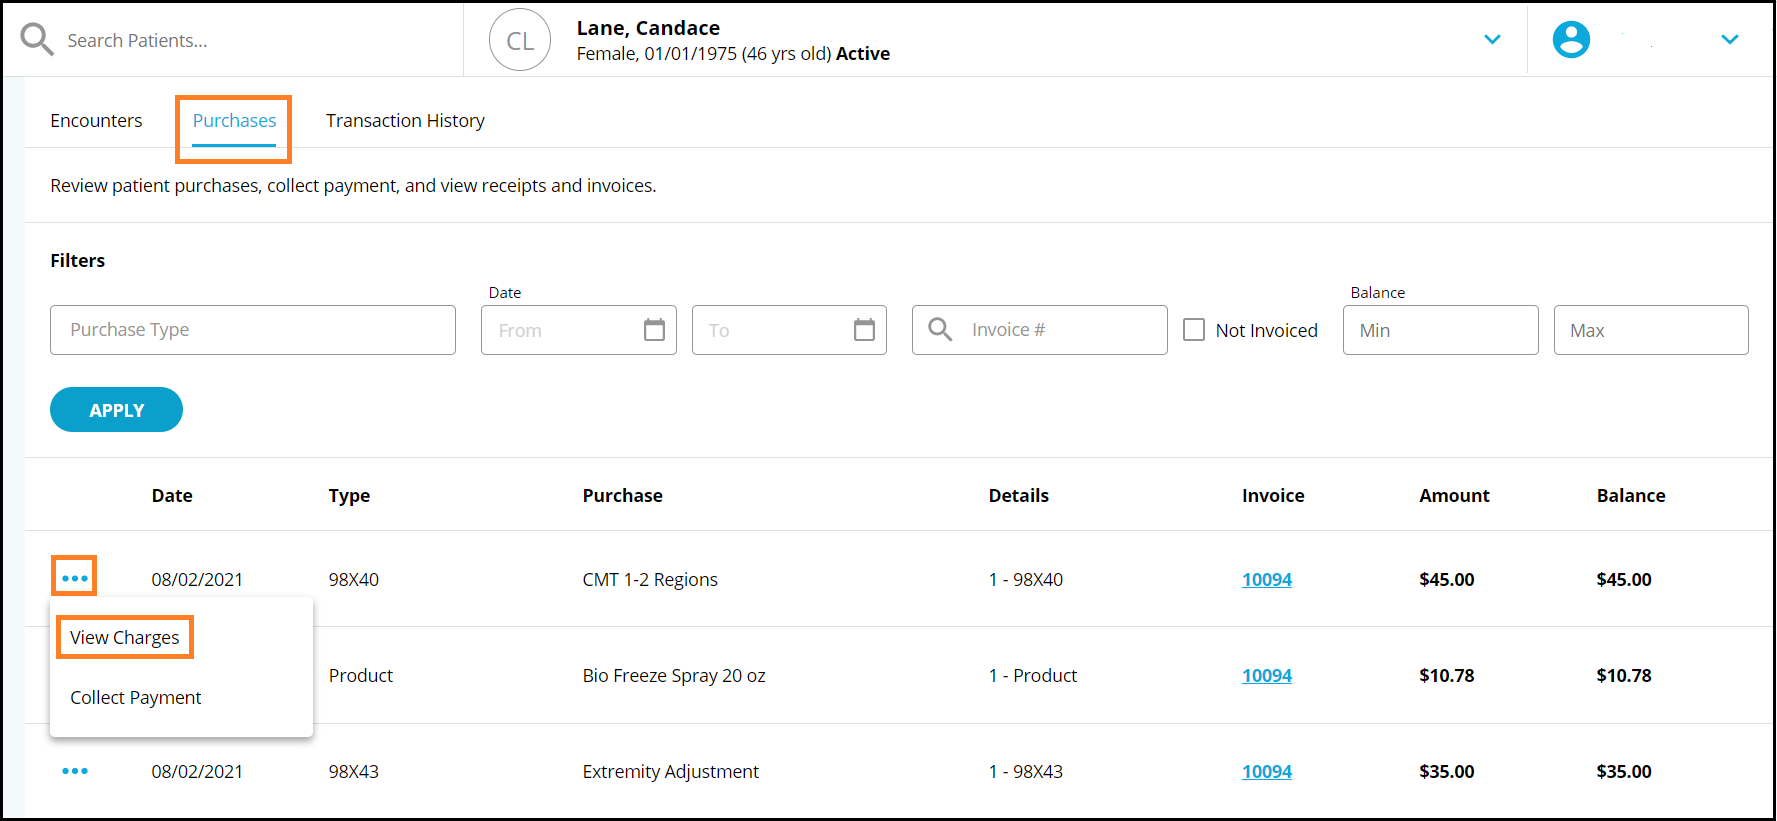 Search Patients...
CL
Lane, Candace
Female, 01/01/1975 (46 yrs old) Active
Encounters Purchases Transaction History
Review patient purchases, collect payment, and view receipts and invoices.
Filters
Date Balance
Purchase Type From To Invoice # Not Invoiced Min Max
APPLY
Date Type Purchase Details Invoice Amount Balance
08/02/2021 98X40 CMT 1-2 Regions 1 - 98X40 10094 $45.00 $45.00
View Charges
Product Bio Freeze Spray 20 oz 1 - Product 10094 $10.78 $10.78
Collect Payment
08/02/2021 98X43 Extremity Adjustment 1 - 98X43 10094 $35.00 $35.00